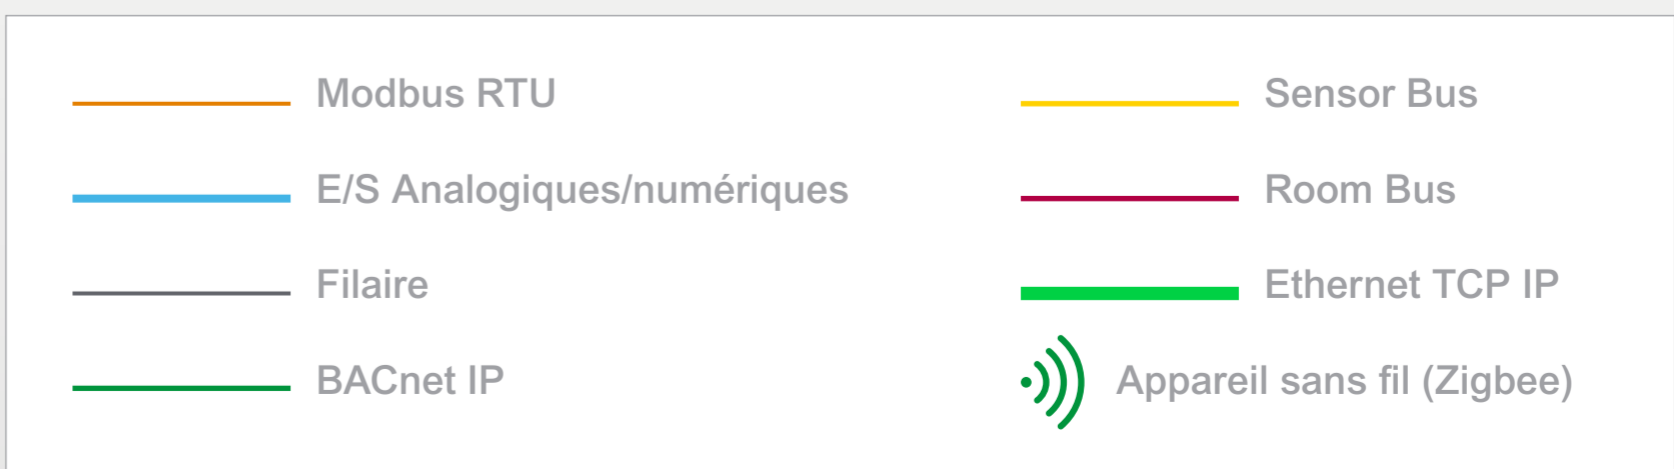 Modbus RTU
E/S Analogiques/numériques
Filaire
BACnet IP
Sensor Bus
Room Bus
Ethernet TCP IP
Appareil sans fil (Zigbee)